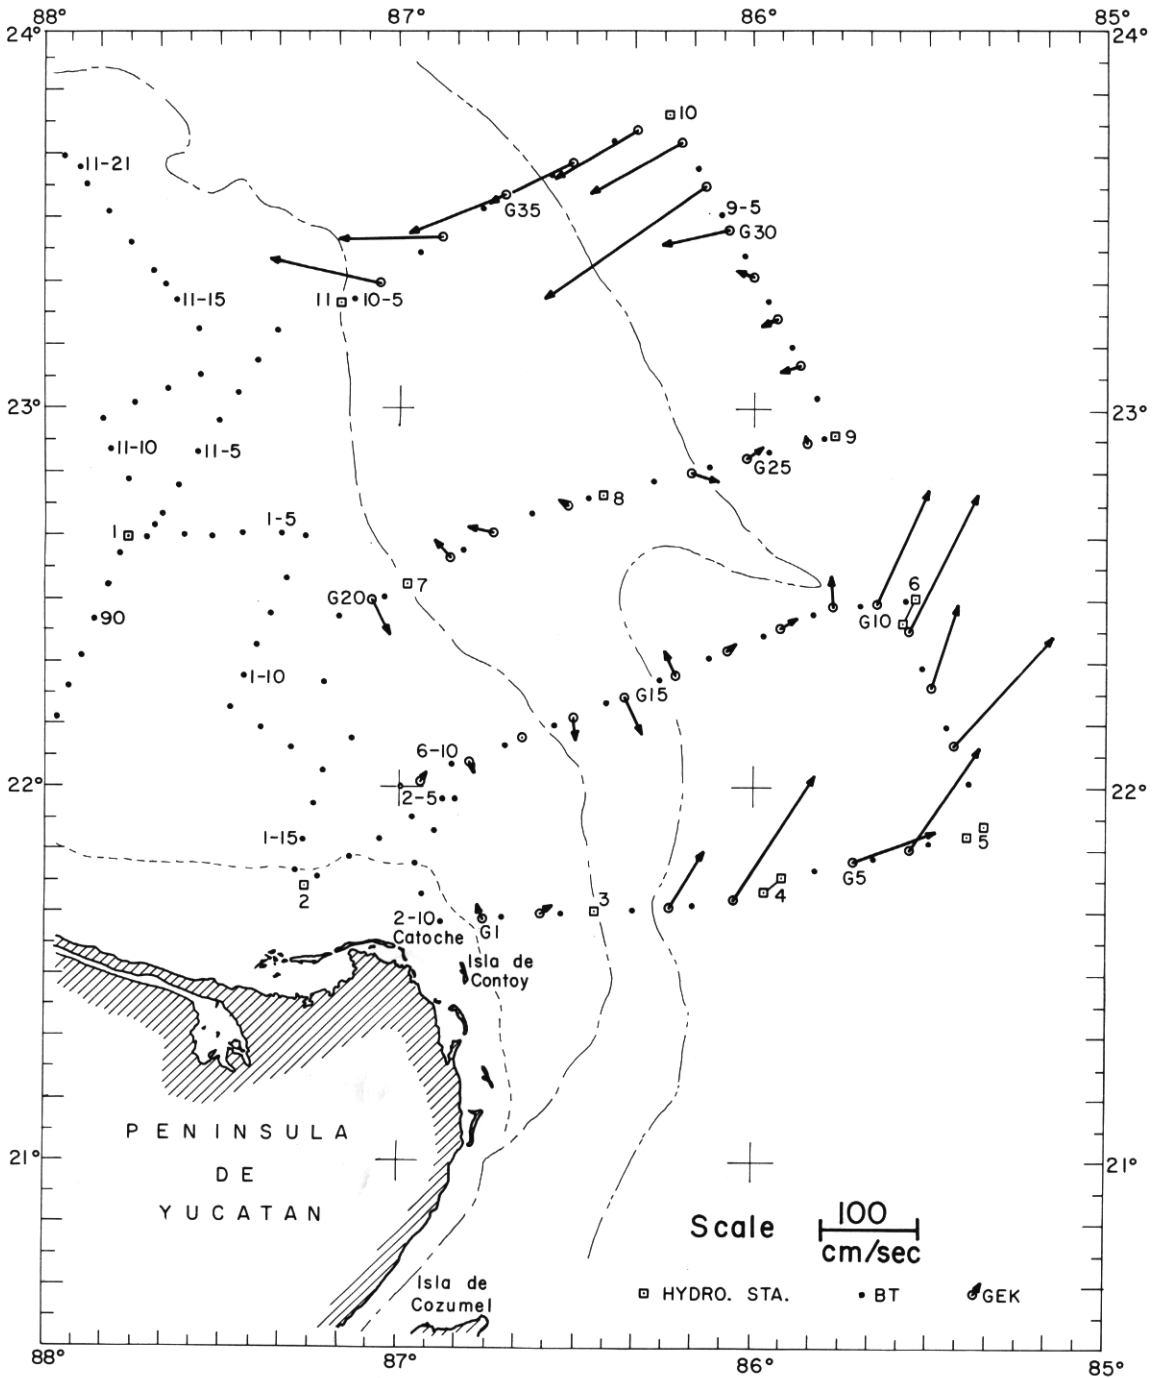 88° 87° 86° 85°
24° 24°
10
11-21
G35
9-5
G30
11-15
11 10-5
23° 23°
9
11-10 11-5
G25
8
1-5
1
6
7
G20
90
G10
1-10
G15
6-10
22° 22°
2-5
1-15
5
G5
4
2
3
2-10 G1
Catoche
Isla de
Contoy
PENINSULA
DE
YUCATAN
21° 21°
Scale 100
cm/sec
HYDRO. STA. BT GEK
Isla de
Cozumel
88° 87° 86° 85°